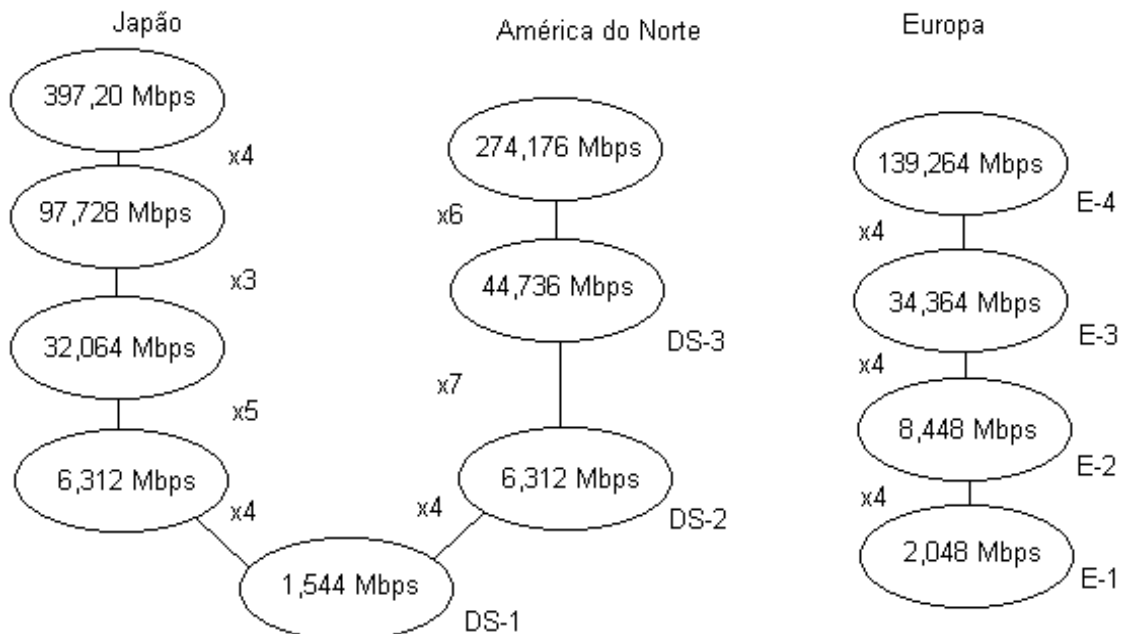 Japão
América do Norte
Europa
397,20 Mbps
x4
97,728 Mbps
x3
32,064 Mbps
x5
6,312 Mbps
x4
1,544 Mbps
DS-1
274,176 Mbps
x6
44,736 Mbps
DS-3
x7
6,312 Mbps
DS-2
x4
139,264 Mbps
E-4
x4
34,364 Mbps
E-3
x4
8,448 Mbps
E-2
x4
2,048 Mbps
E-1